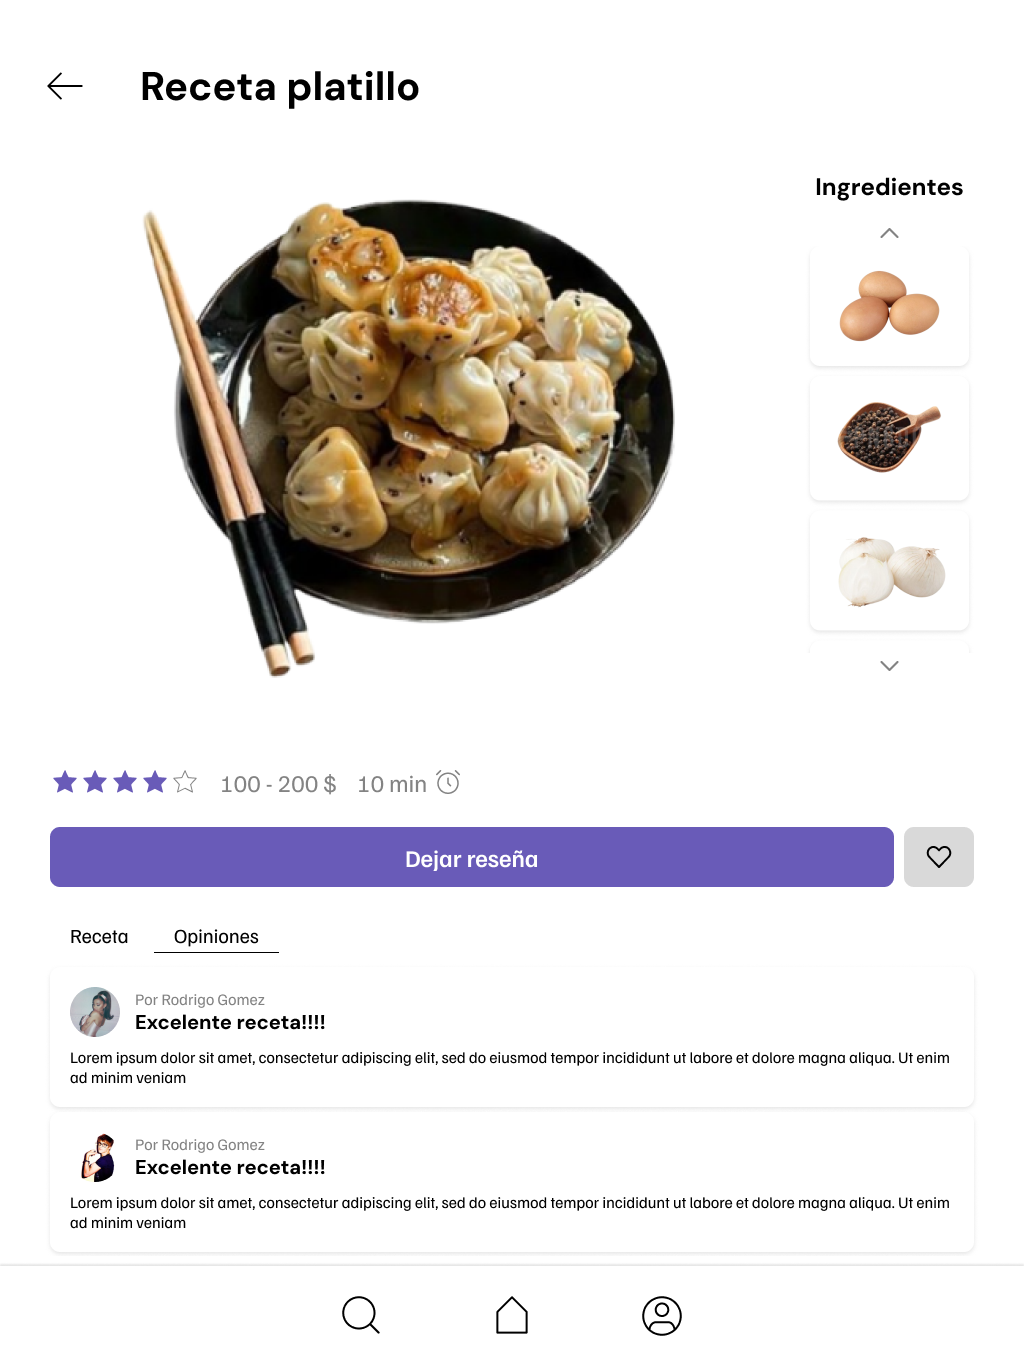 Receta platillo
Ingredientes
100 - 200 $ 10 min
Dejar reseña
Receta Opiniones
Por Rodrigo Gomez
Excelente receta!!!!
Lorem ipsum dolor sit amet, consectetur adipiscing elit, sed do eiusmod tempor incididunt ut labore et dolore magna aliqua. Ut enim
ad minim veniam
Por Rodrigo Gomez
Excelente receta!!!!
Lorem ipsum dolor sit amet, consectetur adipiscing elit, sed do eiusmod tempor incididunt ut labore et dolore magna aliqua. Ut enim
ad minim veniam